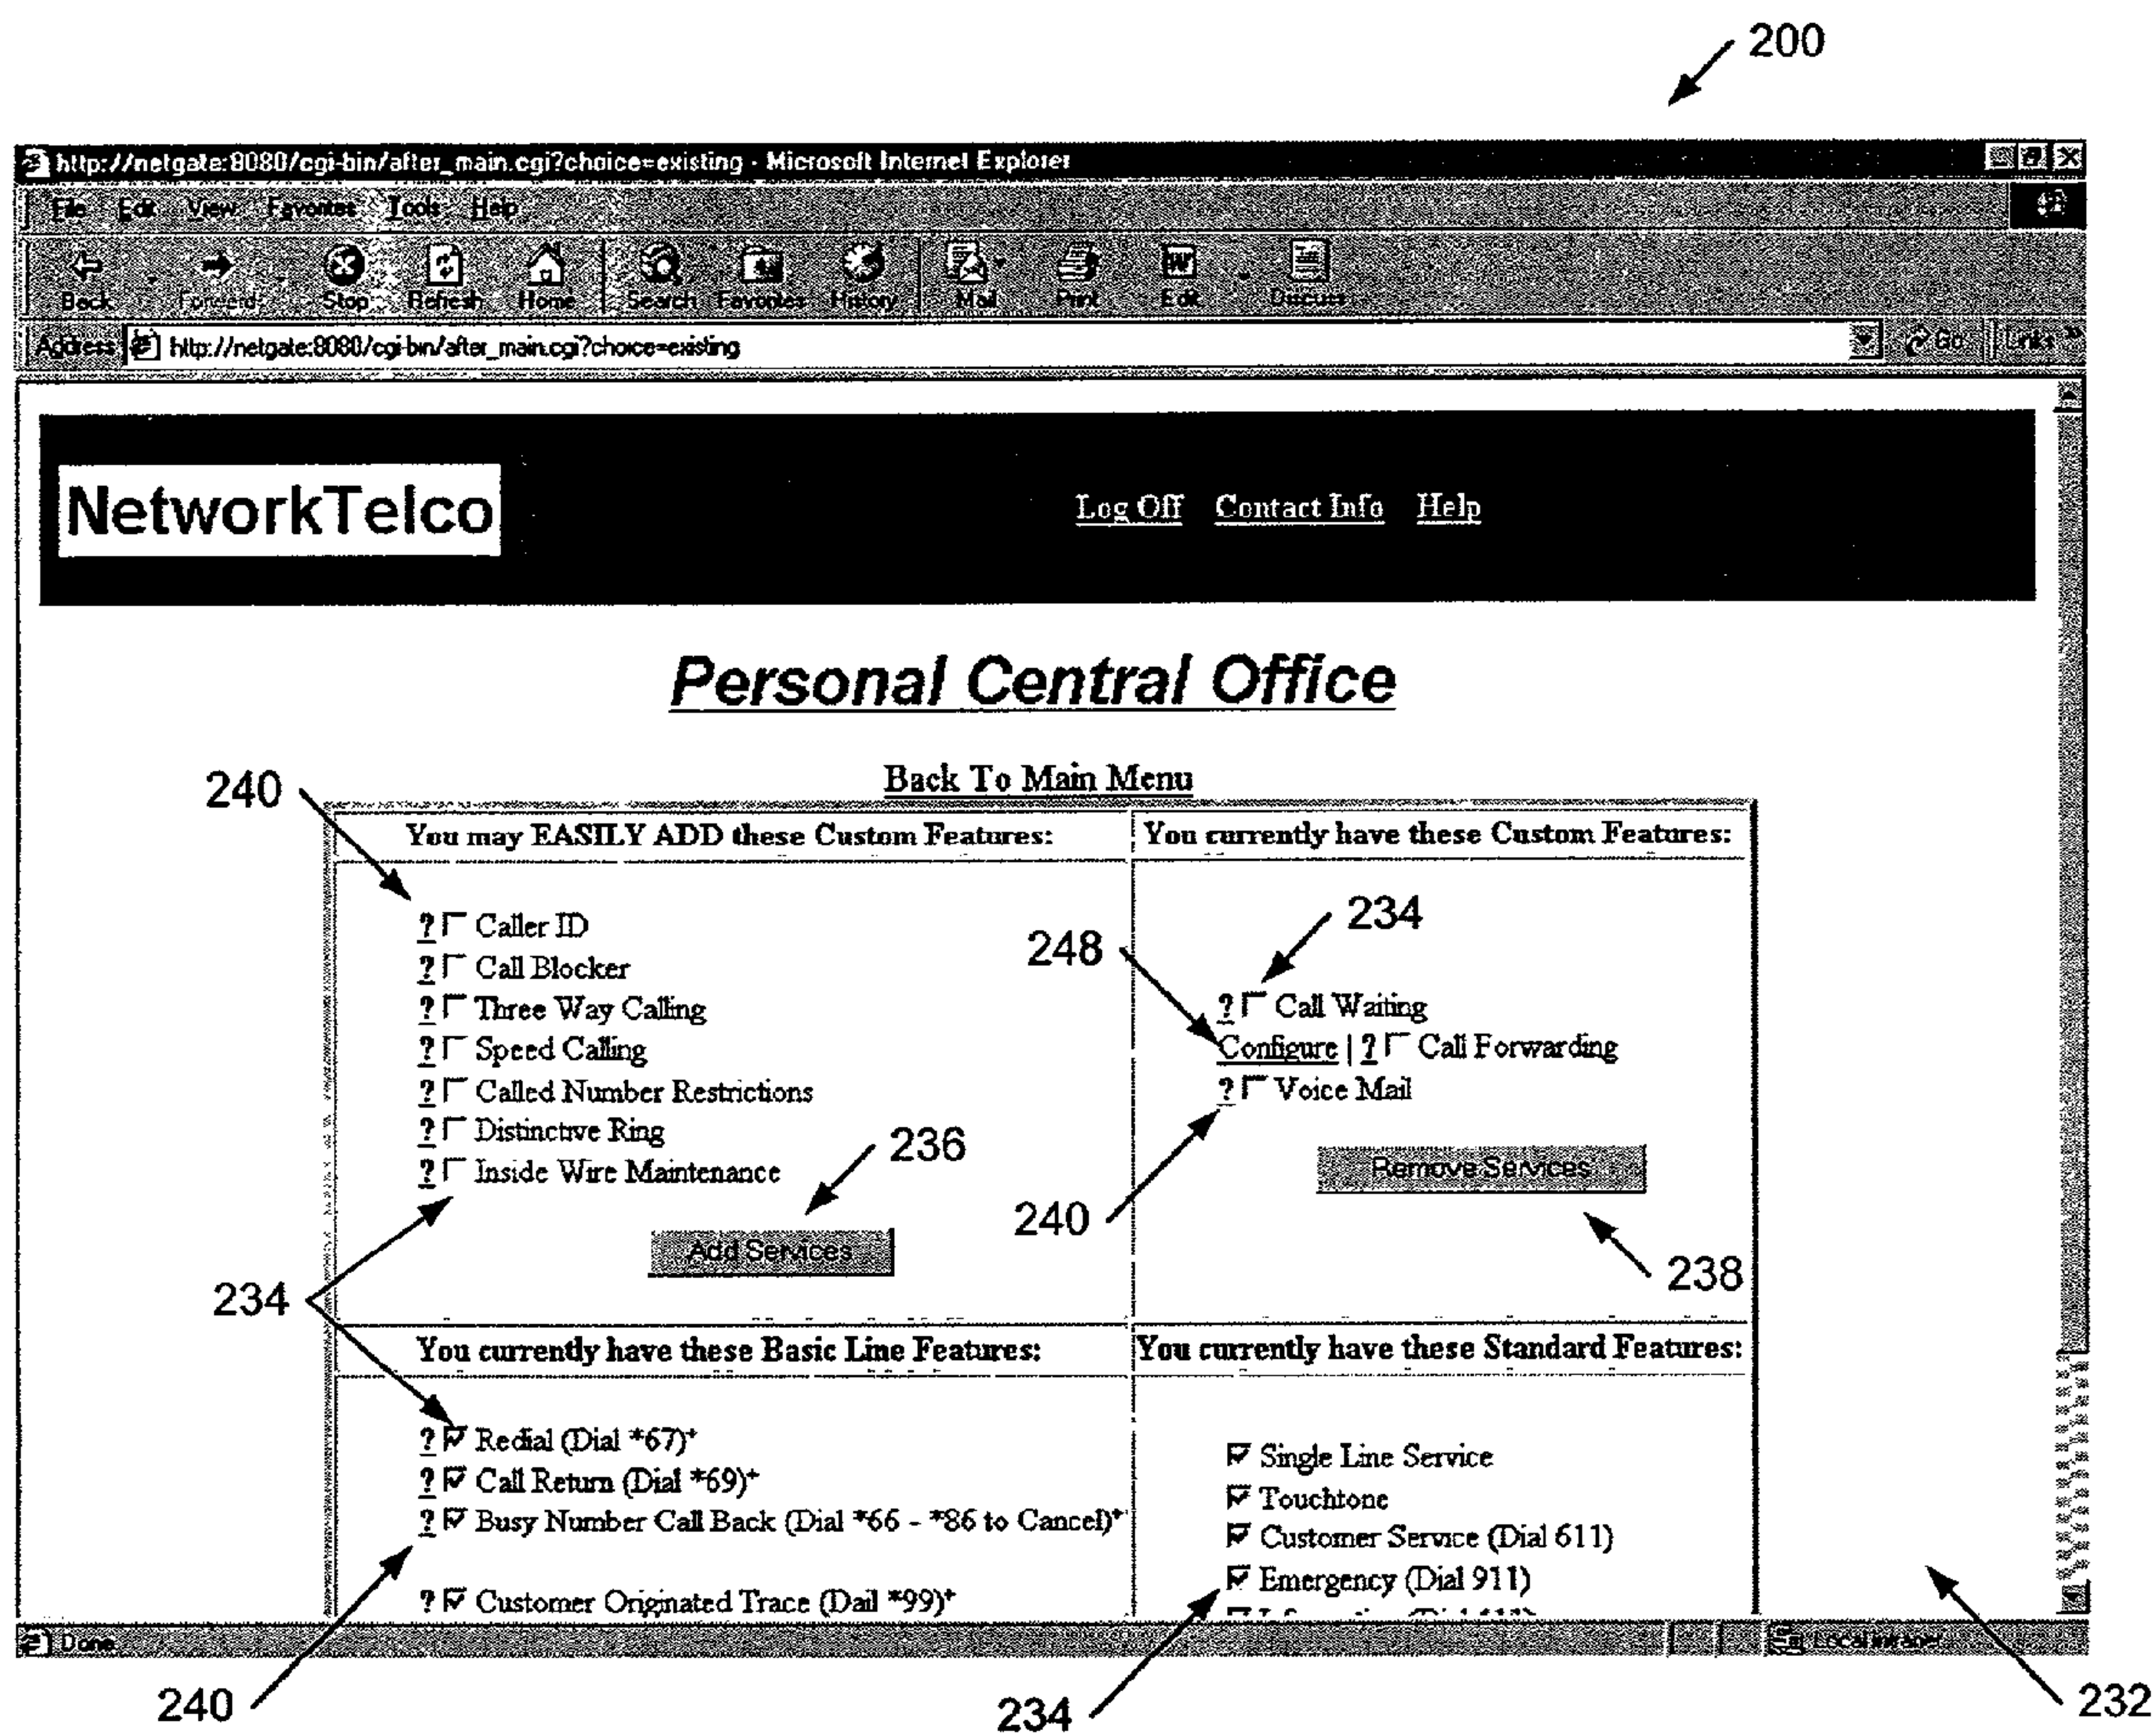 200
http://netgate:8080/cgi-bin/after_main.cgi?choice=existing - Microsoft Internet Explorer
File Edit View Favorites Tools Help
Back Forward Stop Refresh Home Search Favorites History Mail Print Edit Discuss
Address http://netgate:8080/cgi-bin/after_main.cgi?choice=existing Go Links »
NetworkTelco Log Off Contact Info Help
Personal Central Office
Back To Main Menu
240
You may EASILY ADD these Custom Features: You currently have these Custom Features:
? Caller ID
? Call Blocker
? Three Way Calling
? Speed Calling
? Called Number Restrictions
? Distinctive Ring
? Inside Wire Maintenance
236
Add Services
234
248
234
? Call Waiting
Configure | ? Call Forwarding
? Voice Mail
240
Remove Services
238
You currently have these Basic Line Features: You currently have these Standard Features:
? Redial (Dial *67)+
? Call Return (Dial *69)+
? Busy Number Call Back (Dial *66 - *86 to Cancel)+
? Customer Originated Trace (Dail *99)+
Single Line Service
Touchtone
Customer Service (Dial 611)
Emergency (Dial 911)
Done Local intranet
240
234
232